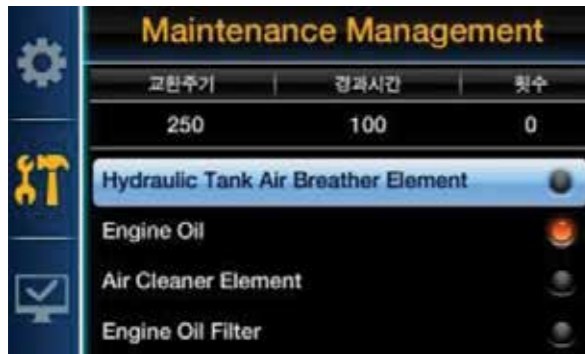 Maintenance Management
교환주기 | 경과시간 | 횟수
250 100 0
Hydraulic Tank Air Breather Element
Engine Oil
Air Cleaner Element
Engine Oil Filter